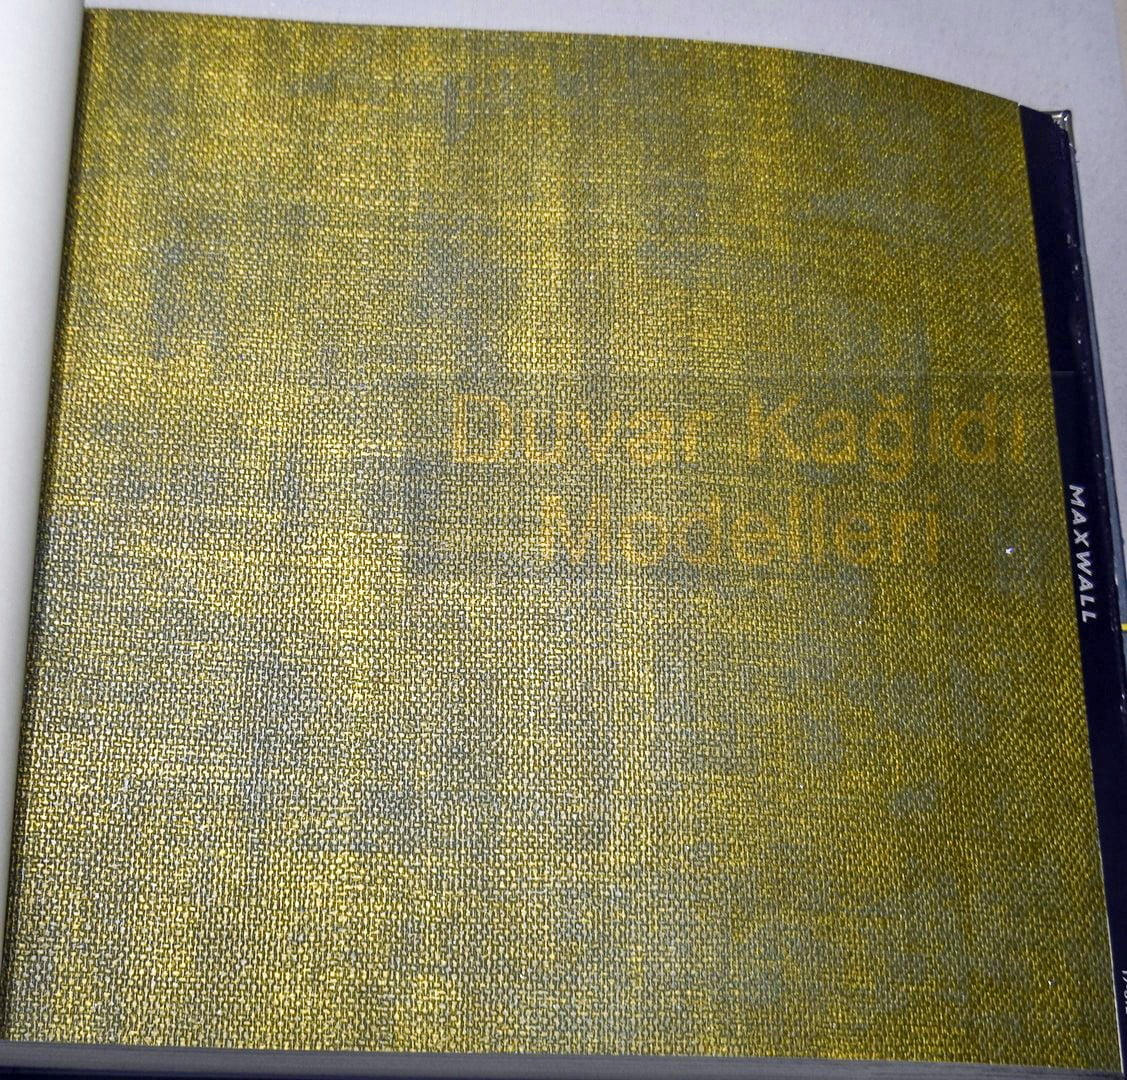 Duvar Kağıdı
Modelleri
MAXWALL